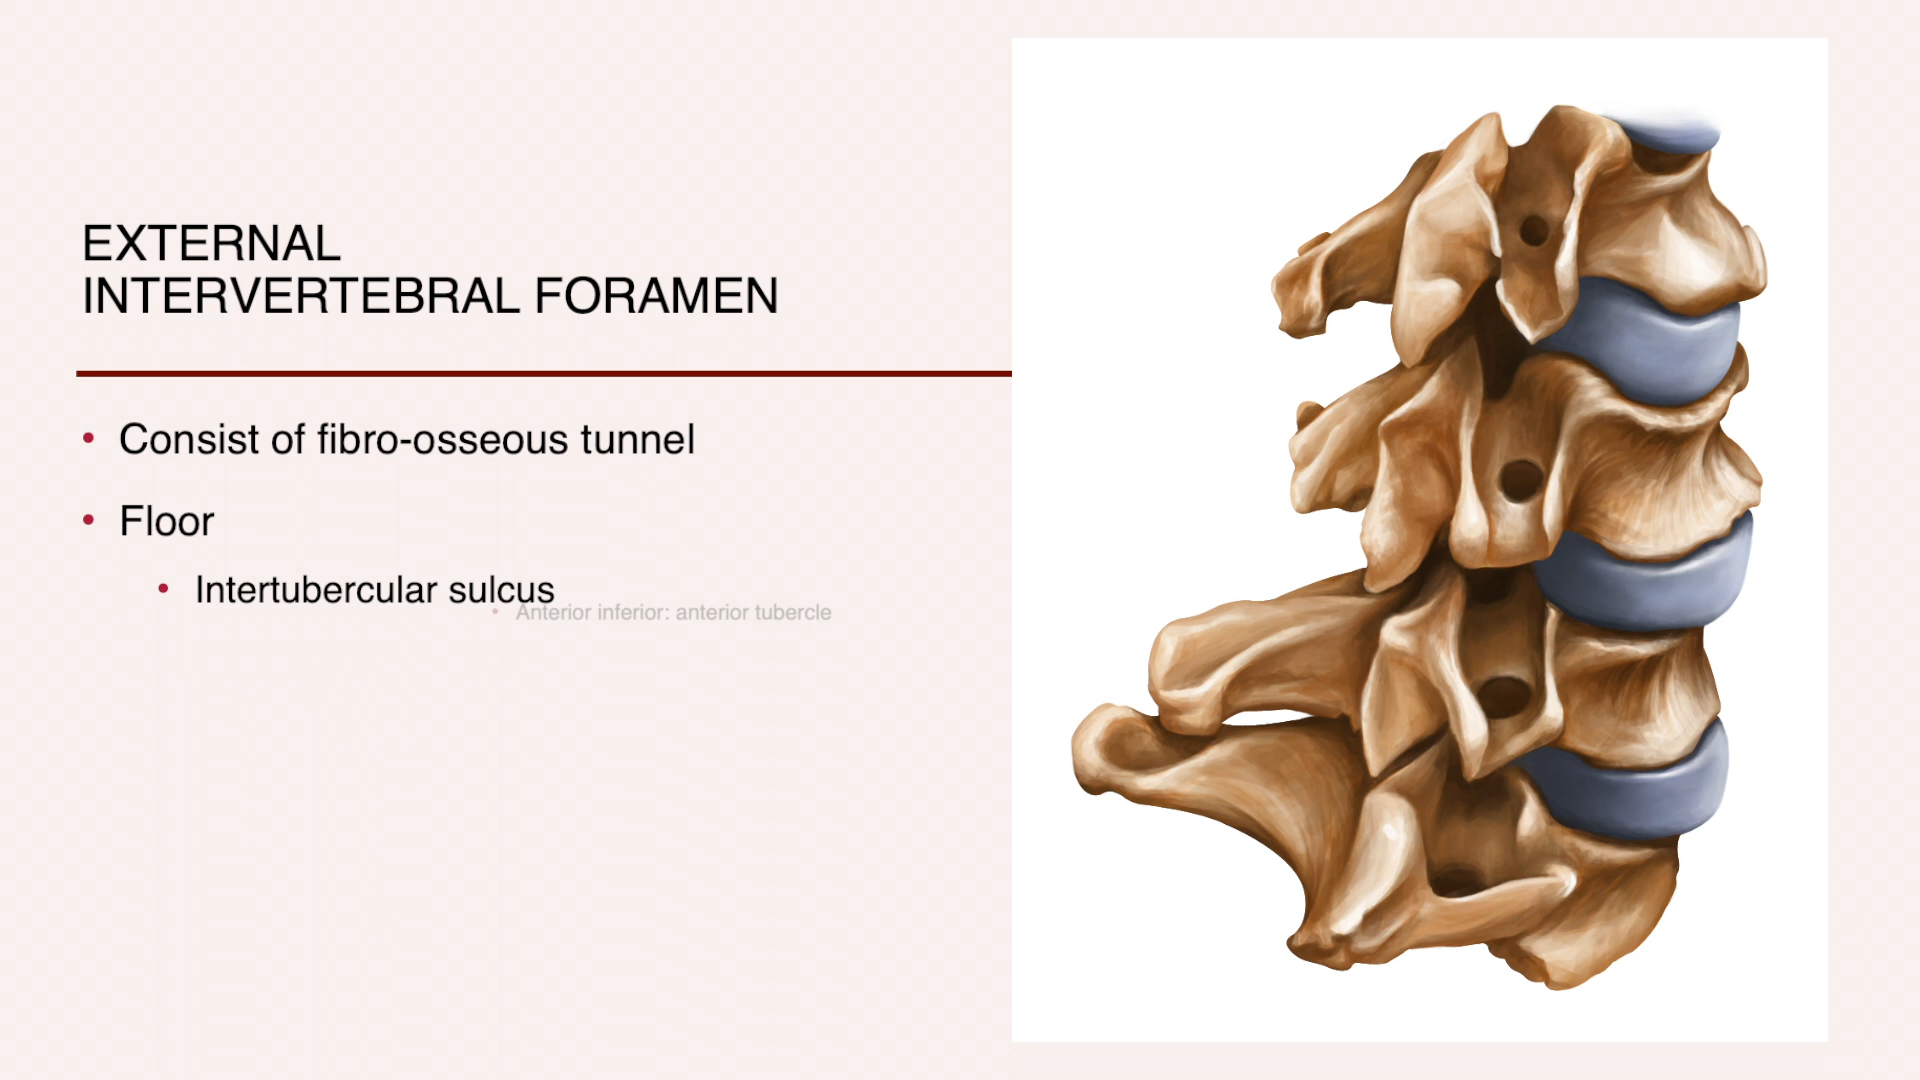 EXTERNAL
INTERVERTEBRAL FORAMEN
• Consist of fibro-osseous tunnel
• Floor
• Intertubercular sulcus
• Anterior inferior: anterior tubercle